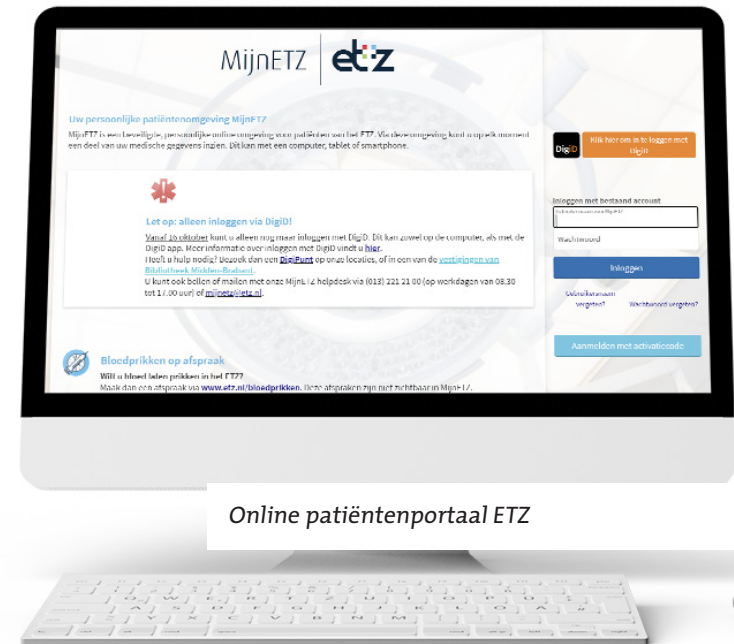 MijnETZ etz
Uw persoonlijke patiëntenomgeving MijnETZ
MijnETZ is een beveiligde, persoonlijke online omgeving voor patiënten van het ETZ. Via deze omgeving kunt u op elk moment
een deel van uw medische gegevens inzien. Dit kan met een computer, tablet of smartphone.
DigiD
Klik hier om in te loggen met
DigiD
Let op: alleen inloggen via DigiD!
Vanaf 16 oktober kunt u alleen nog maar inloggen met DigiD. Dit kan zowel op de computer, als met de
DigiD app. Meer informatie over inloggen met DigiD vindt u hier.
Heeft u hulp nodig? Bezoek dan een DigiPunt op onze locaties, of in een van de vestigingen van
Bibliotheek Midden-Brabant.
U kunt ook bellen of mailen met onze MijnETZ helpdesk via (013) 221 21 00 (op werkdagen van 08.30
tot 17.00 uur) of mijnetz@etz.nl.
Inloggen met bestaand account
Wachtwoord
Inloggen
Gebruikersnaam
vergeten?
Wachtwoord vergeten?
Aanmelden met activatiecode
Bloedprikken op afspraak
Wilt u bloed laten prikken in het ETZ?
Maak dan een afspraak via www.etz.nl/bloedprikken. Deze afspraken zijn niet zichtbaar in MijnETZ.
Online patiëntenportaal ETZ